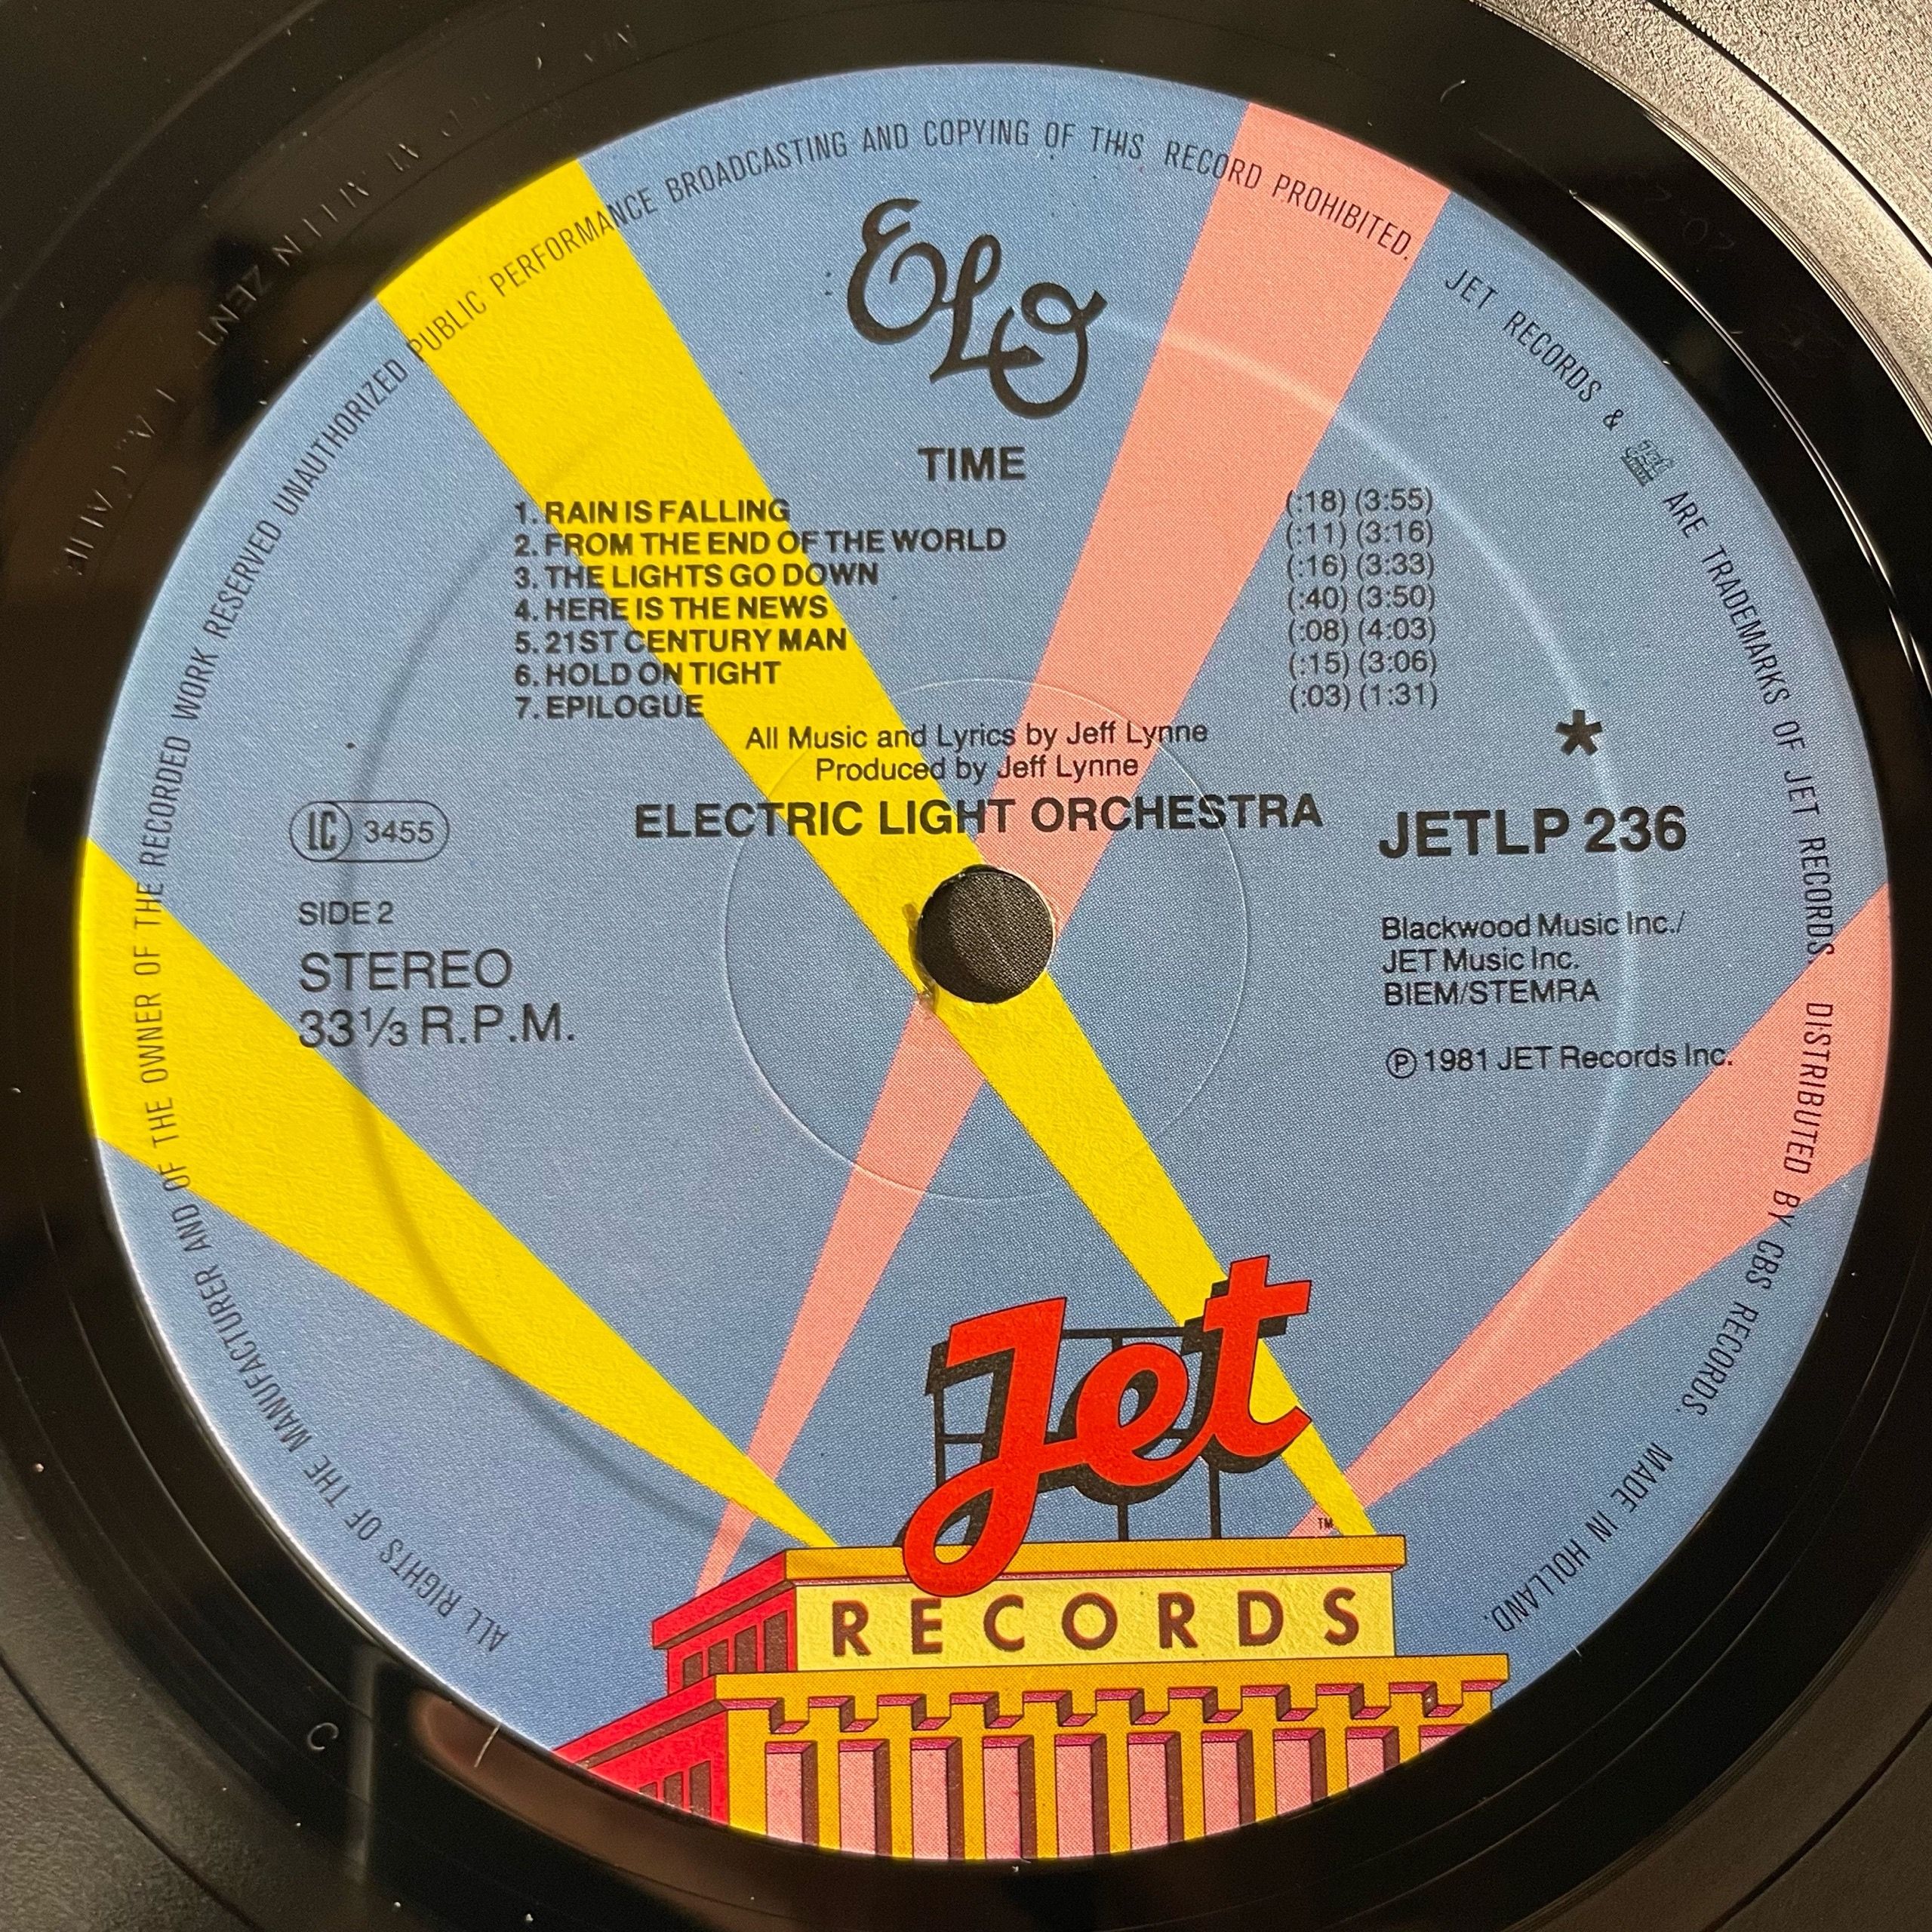 ALL RIGHTS OF THE MANUFACTURER AND OF THE OWNER OF THE RECORDED WORK RESERVED UNAUTHORIZED PUBLIC PERFORMANCE BROADCASTING AND COPYING OF THIS RECORD PROHIBITED.
JET RECORDS & Jet ARE TRADEMARKS OF JET RECORDS. DISTRIBUTED BY CBS RECORDS. MADE IN HOLLAND.
ELO
TIME
1. RAIN IS FALLING (:18) (3:55)
2. FROM THE END OF THE WORLD (:11) (3:16)
3. THE LIGHTS GO DOWN (:16) (3:33)
4. HERE IS THE NEWS (:40) (3:50)
5. 21ST CENTURY MAN (:08) (4:03)
6. HOLD ON TIGHT (:15) (3:06)
7. EPILOGUE (:03) (1:31)
All Music and Lyrics by Jeff Lynne
Produced by Jeff Lynne
ELECTRIC LIGHT ORCHESTRA
LC 3455
SIDE 2
STEREO
33⅓ R.P.M.
*
JETLP 236
Blackwood Music Inc./
JET Music Inc.
BIEM/STEMRA
℗ 1981 JET Records Inc.
Jet
TM
RECORDS